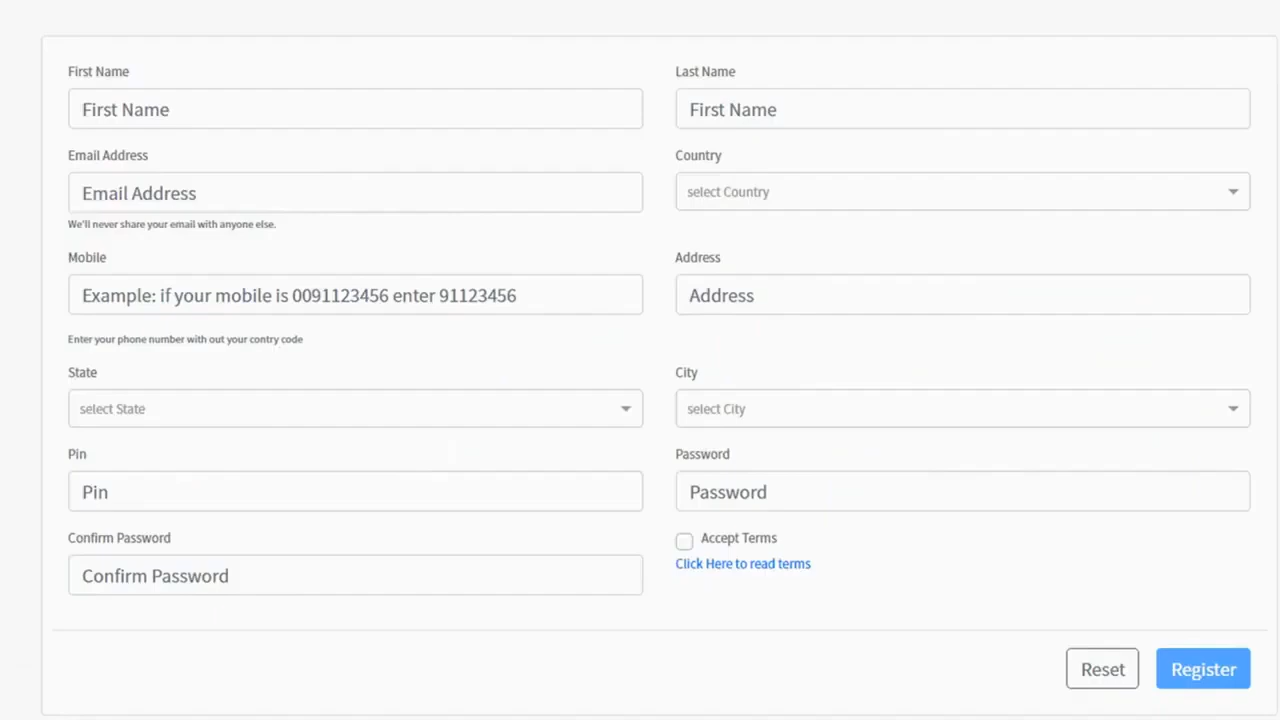 First Name
Last Name
First Name
First Name
Email Address
Country
Email Address
select Country
We'll never share your email with anyone else.
Mobile
Address
Example: if your mobile is 0091123456 enter 91123456
Address
Enter your phone number with out your contry code
State
City
select State
select City
Pin
Password
Pin
Password
Confirm Password
Accept Terms
Click Here to read terms
Confirm Password
Reset
Register